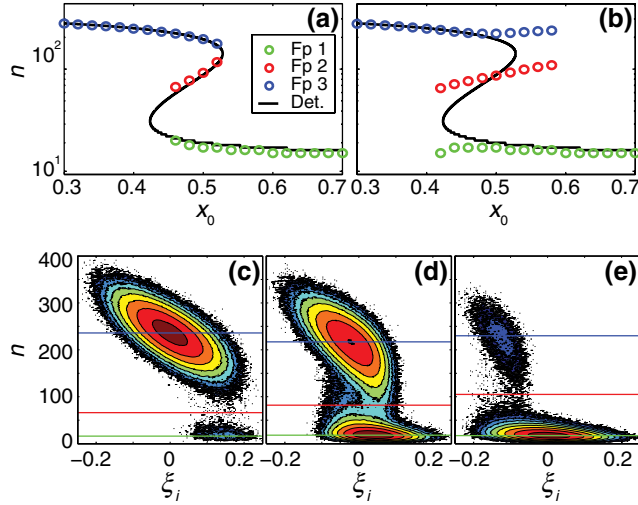 (a)
(b)
n
10²
10¹
Fp 1
Fp 2
Fp 3
Det.
0.3 0.4 0.5 0.6 0.7
0.3 0.4 0.5 0.6 0.7
x₀
x₀
(c)
(d)
(e)
n
400
300
200
100
0
−0.2 0 0.2
−0.2 0 0.2
−0.2 0 0.2
ξᵢ
ξᵢ
ξᵢ